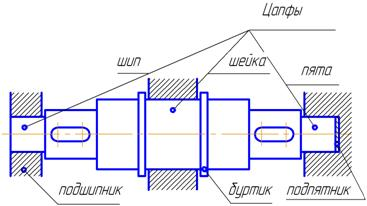 Цапфы
шип
шейка
пята
подшипник
буртик
подпятник